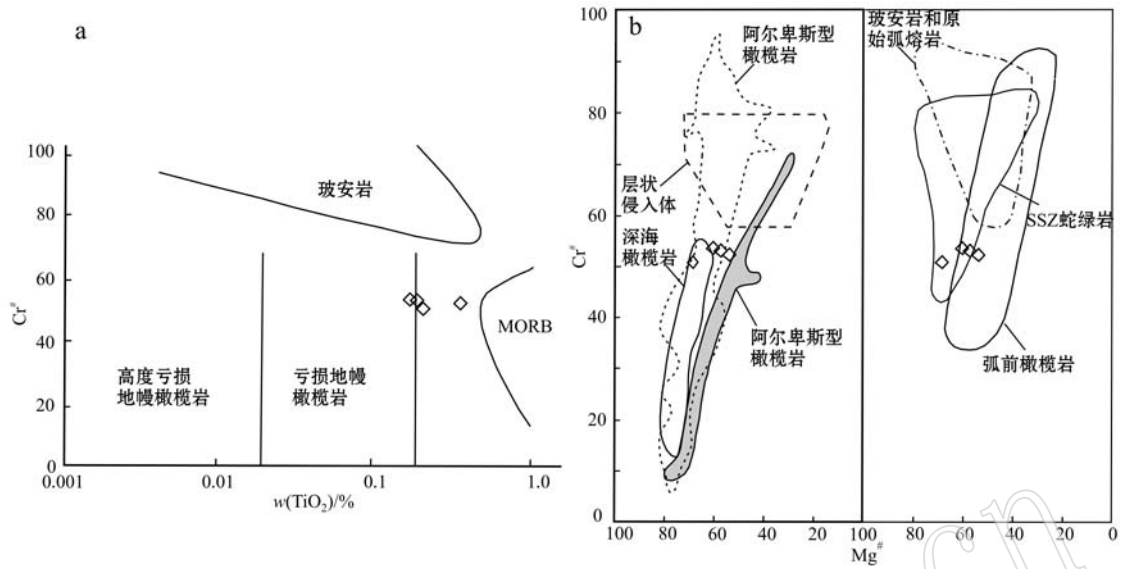 a
100
80
60
40
20
0
Cr#
玻安岩
MORB
高度亏损
地幔橄榄岩
亏损地幔
橄榄岩
0.001
0.01
0.1
1.0
w(TiO2)/%
b
100
80
60
40
20
0
Cr#
阿尔卑斯型
橄榄岩
层状
侵入体
深海
橄榄岩
阿尔卑斯型
橄榄岩
100
80
60
40
20
玻安岩和原
始弧熔岩
SSZ蛇绿岩
弧前橄榄岩
100
80
60
40
20
0
Mg#
cn